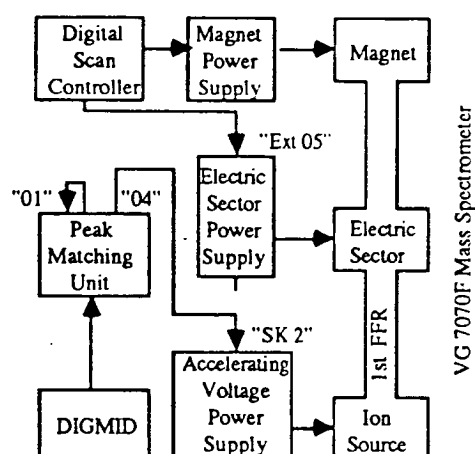 Digital
Scan
Controller
Magnet
Power
Supply
Magnet
"Ext 05"
"01"
"04"
Peak
Matching
Unit
Electric
Sector
Power
Supply
Electric
Sector
"SK 2"
1st FFR
VG 7070F Mass Spectrometer
DIGMID
Accelerating
Voltage
Power
Supply
Ion
Source